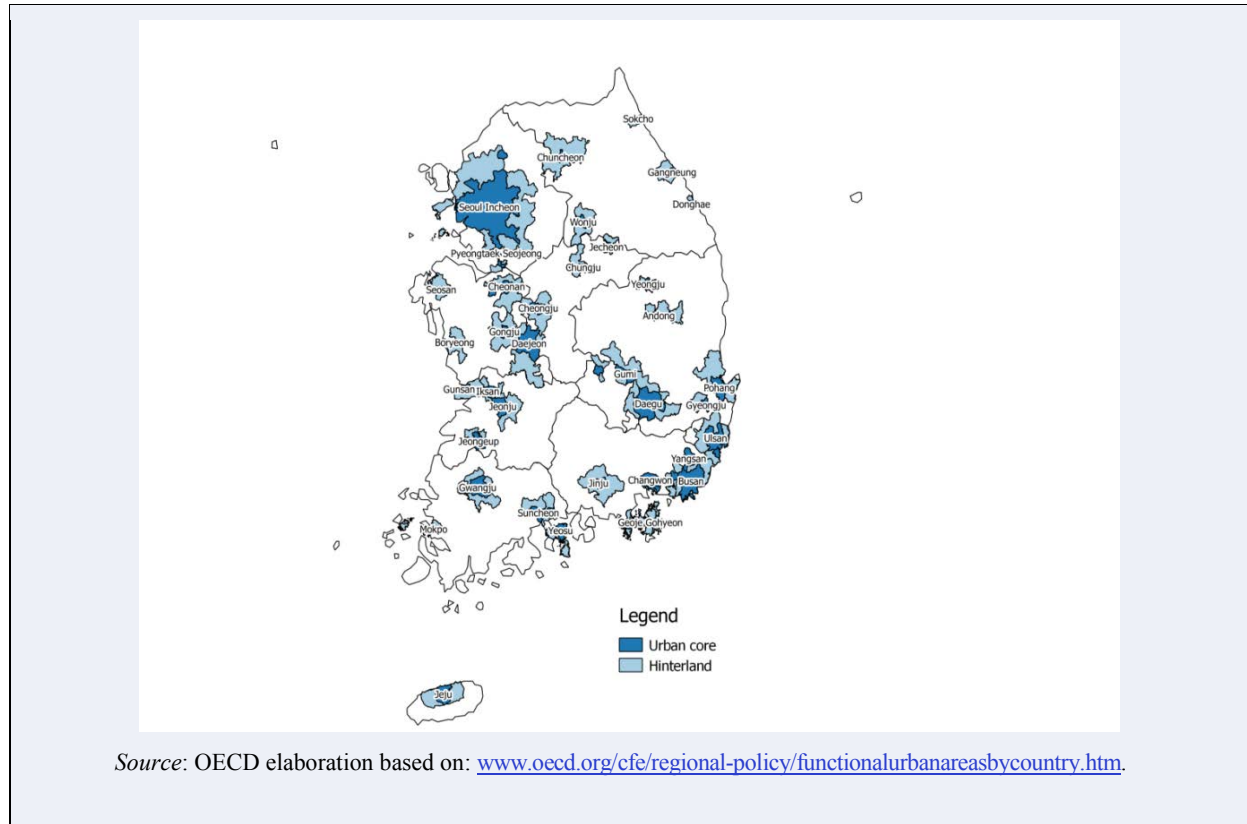 Sokcho
Chuncheon
Gangneung
Donghae
Seoul Incheon
Wonju
Jecheon
Pyeongtaek Seojeong
Chungju
Seosan
Cheonan
Yeongju
Cheongju
Andong
Gongju
Boryeong
Daejeon
Gumi
Pohang
Gunsan
Iksan
Jeonju
Daegu
Gyeongju
Jeongeup
Ulsan
Yangsan
Gwangju
Jinju
Changwon
Busan
Suncheon
Mokpo
Yeosu
Geoje Gohyeon
Legend
Urban core
Hinterland
Jeju
Source: OECD elaboration based on: www.oecd.org/cfe/regional-policy/functionalurbanareasbycountry.htm.